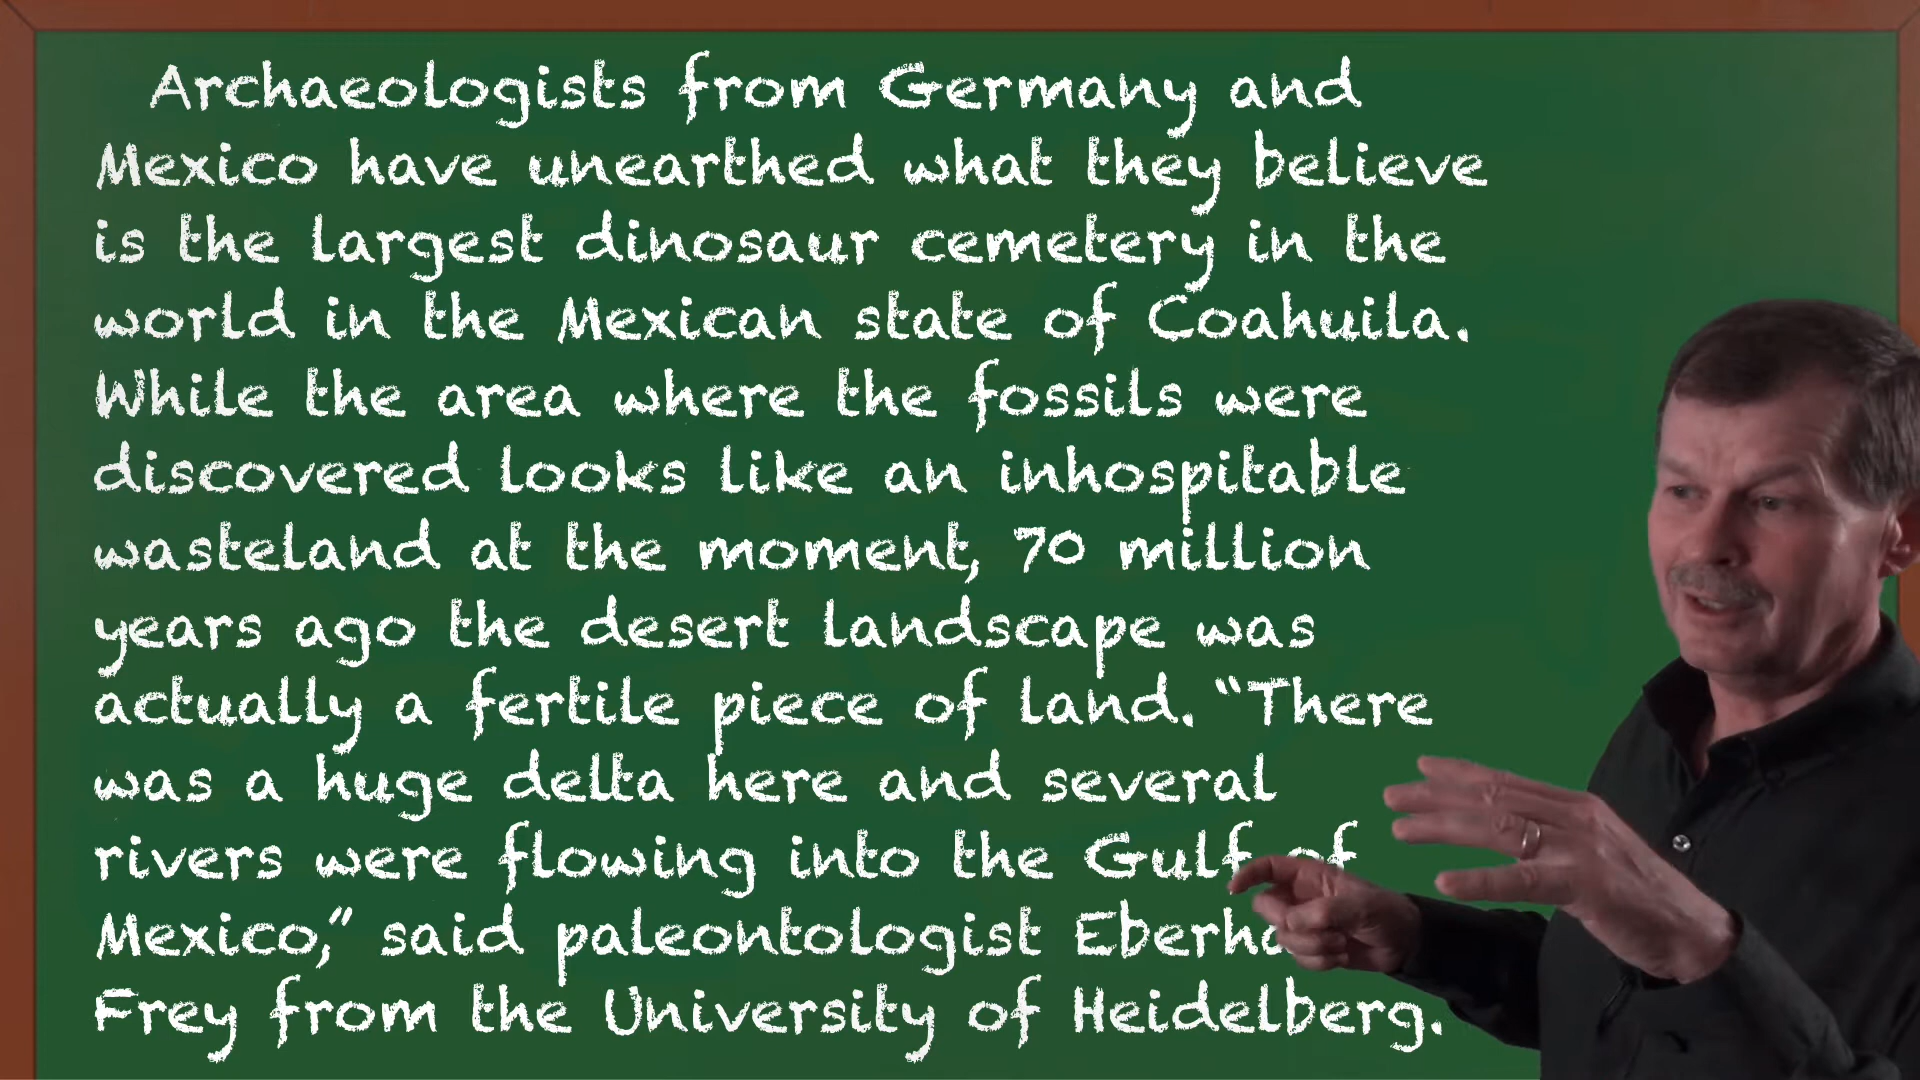 Archaeologists from Germany and
Mexico have unearthed what they believe
is the largest dinosaur cemetery in the
world in the Mexican state of Coahuila.
While the area where the fossils were
discovered looks like an inhospitable
wasteland at the moment, 70 million
years ago the desert landscape was
actually a fertile piece of land. “There
was a huge delta here and several
rivers were flowing into the Gulf of
Mexico,” said paleontologist
Frey from the University of Heidelberg.